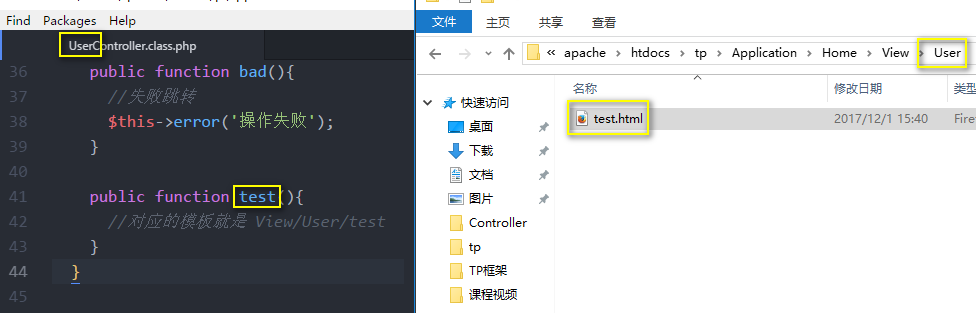 Find Packages Help
UserController.class.php
36 public function bad(){
37 //失败跳转
38 $this->error('操作失败');
39 }
40
41 public function test(){
42 //对应的模板就是 View/User/test
43 }
44 }
45
文件 主页 共享 查看
« apache › htdocs › tp › Application › Home › View › User
名称 修改日期 类型
快速访问
test.html 2017/12/1 15:40 Firef
桌面
下载
文档
图片
Controller
tp
TP框架
课程视频